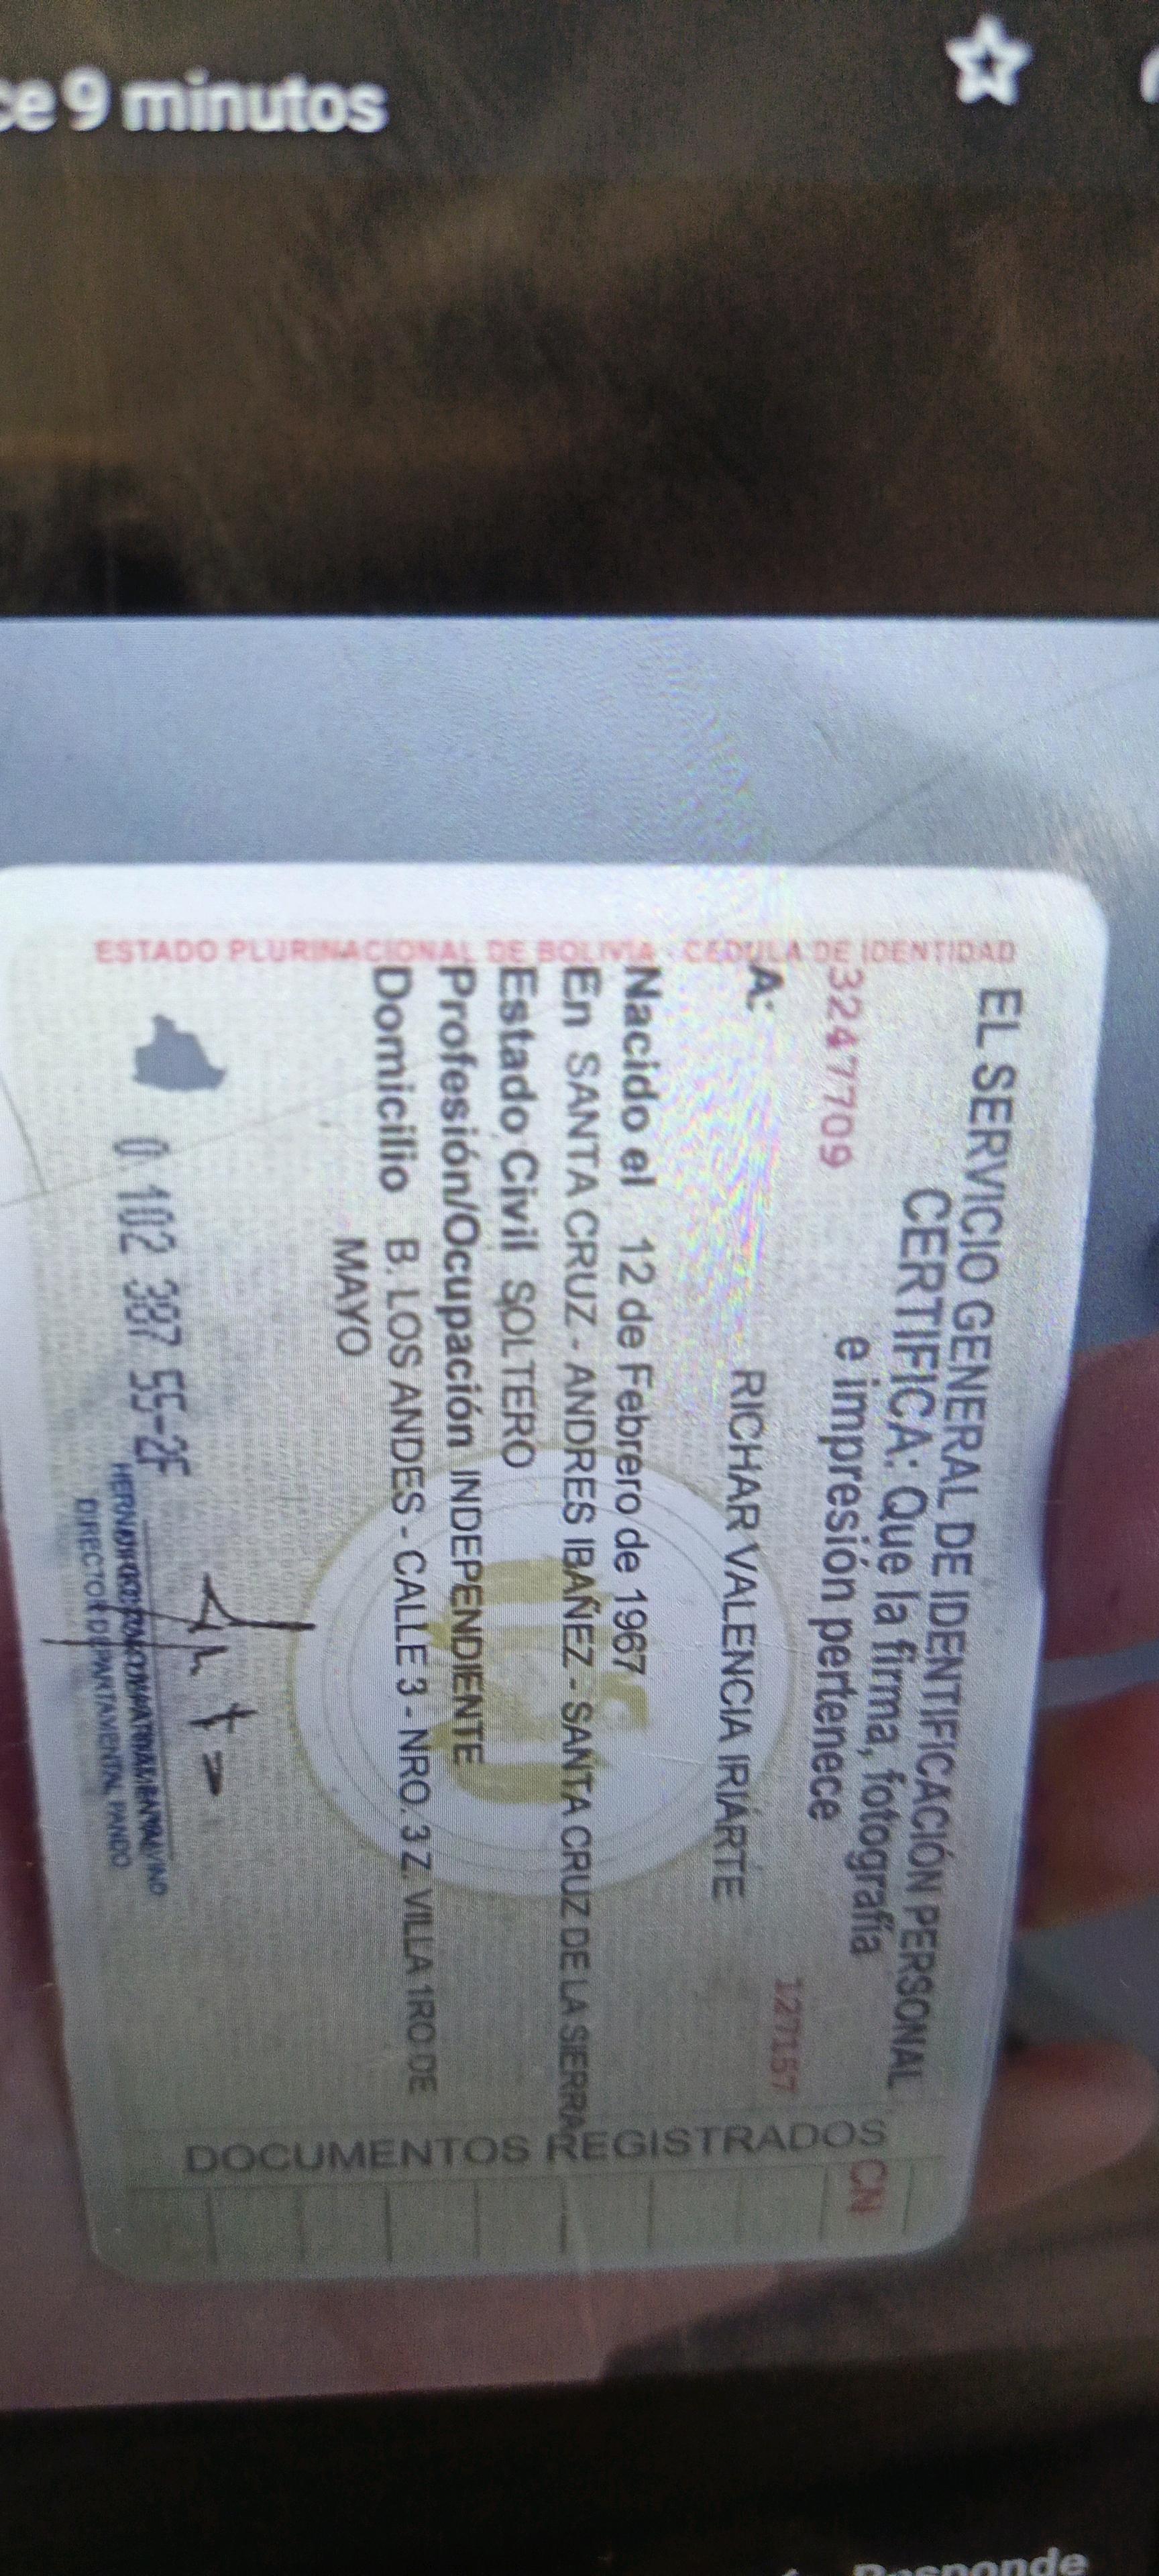 ce 9 minutos
ESTADO PLURINACIONAL DE BOLIVIA - CEDULA DE IDENTIDAD
EL SERVICIO GENERAL DE IDENTIFICACIÓN PERSONAL
CERTIFICA: Que la firma, fotografía
e impresión pertenece
3247709
127157
CN
A: RICHAR VALENCIA IRIARTE
Nacido el 12 de Febrero de 1967
En SANTA CRUZ - ANDRES IBAÑEZ - SANTA CRUZ DE LA SIERRA
Estado Civil SOLTERO
Profesión/Ocupación INDEPENDIENTE
Domicilio B. LOS ANDES - CALLE 3 - NRO. 3 Z. VILLA 1RO DE
MAYO
0 102 387 55-2F
DIRECTOR DEPARTAMENTAL PANDO
DOCUMENTOS REGISTRADOS
Responde